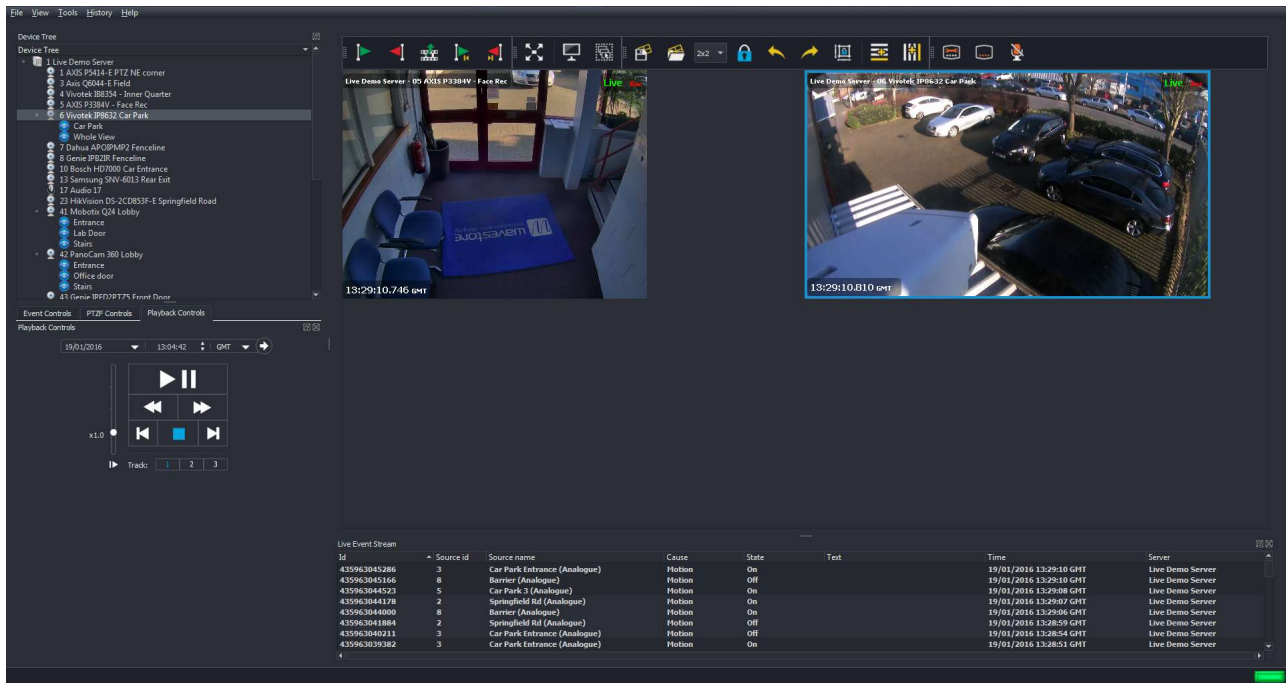 File View Tools History Help
Device Tree
Device Tree
1 Live Demo Server
1 AXIS P5414-E PTZ NE corner
3 Axis Q6044-E Field
4 Vivotek IB8354 - Inner Quarter
5 AXIS P3384V - Face Rec
6 Vivotek IP8632 Car Park
Car Park
Whole View
7 Dahua APOIPMP2 Fenceline
8 Genie IPB2IR Fenceline
10 Bosch HD7000 Car Entrance
13 Samsung SNV-6013 Rear Exit
17 Audio 17
23 HikVision DS-2CD853F-E Springfield Road
41 Mobotix Q24 Lobby
Entrance
Lab Door
Stairs
42 PanoCam 360 Lobby
Entrance
Office door
Stairs
43 Genie IPFD2PTZ5 Front Door
Event Controls PTZF Controls Playback Controls
Playback Controls
19/01/2016 13:04:42 GMT
x1.0
Track: 1 2 3
2x2
Live Demo Server - 05 AXIS P3384V - Face Rec Live
wavestore
13:29:10.746 GMT
Live Demo Server - 06 Vivotek IP8632 Car Park Live
13:29:10.810 GMT
Live Event Stream
Id Source id Source name Cause State Text Time Server
435963045286 3 Car Park Entrance (Analogue) Motion On 19/01/2016 13:29:10 GMT Live Demo Server
435963045166 8 Barrier (Analogue) Motion Off 19/01/2016 13:29:10 GMT Live Demo Server
435963044523 5 Car Park 3 (Analogue) Motion On 19/01/2016 13:29:08 GMT Live Demo Server
435963044178 2 Springfield Rd (Analogue) Motion On 19/01/2016 13:29:07 GMT Live Demo Server
435963044000 8 Barrier (Analogue) Motion On 19/01/2016 13:29:06 GMT Live Demo Server
435963041884 2 Springfield Rd (Analogue) Motion Off 19/01/2016 13:28:59 GMT Live Demo Server
435963040211 3 Car Park Entrance (Analogue) Motion Off 19/01/2016 13:28:54 GMT Live Demo Server
435963039382 3 Car Park Entrance (Analogue) Motion On 19/01/2016 13:28:51 GMT Live Demo Server